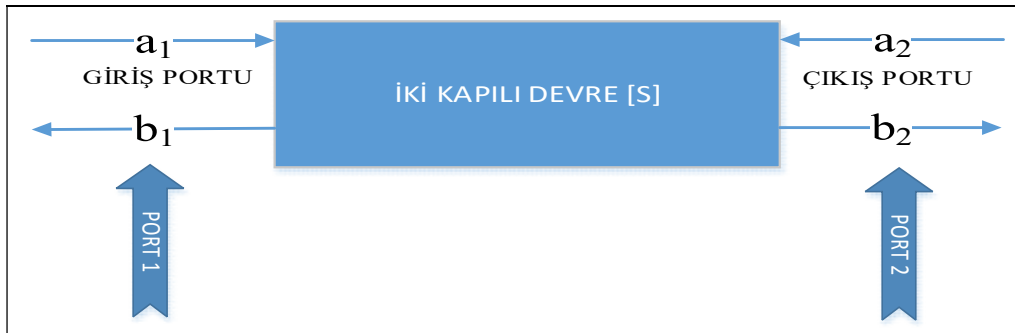 a1
GİRİŞ PORTU
b1
İKİ KAPILI DEVRE [S]
a2
ÇIKIŞ PORTU
b2
PORT 1
PORT 2